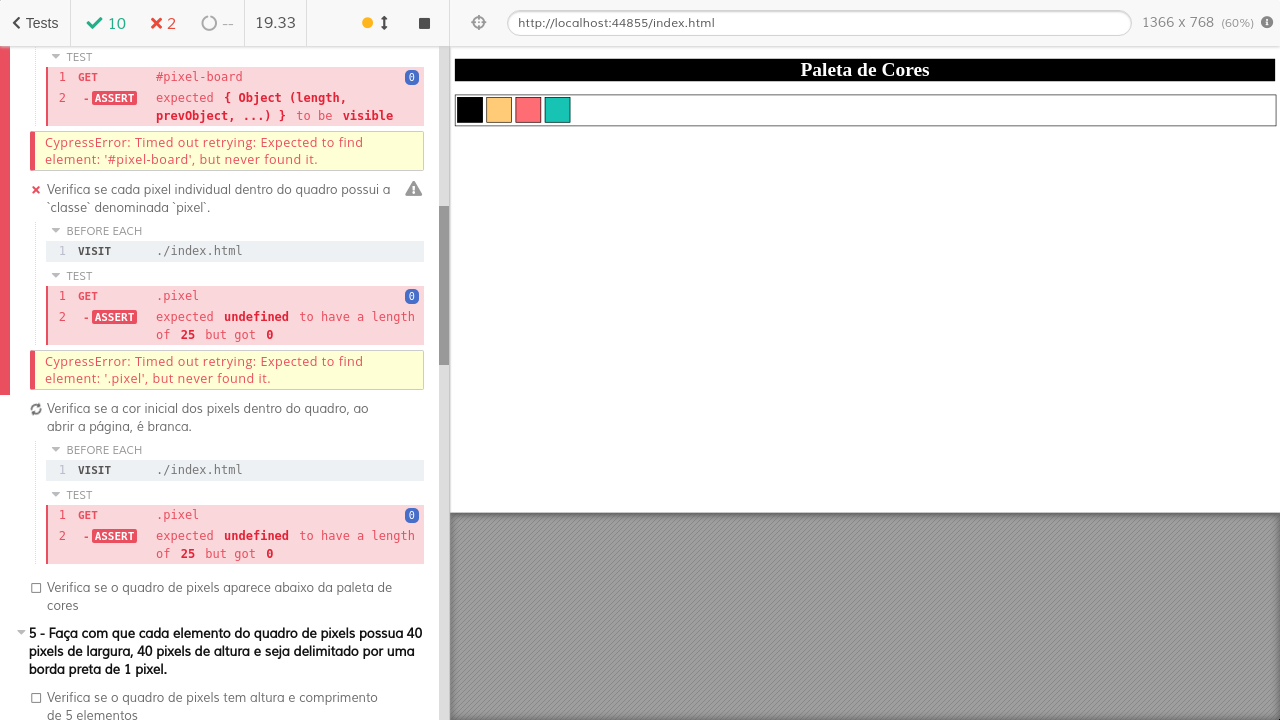 Tests
10
2
--
19.33
http://localhost:44855/index.html
1366 x 768 (60%)
TEST
1 GET #pixel-board 0
2 -ASSERT expected { Object (length,
prevObject, ...) } to be visible
CypressError: Timed out retrying: Expected to find
element: '#pixel-board', but never found it.
Verifica se cada pixel individual dentro do quadro possui a
`classe` denominada `pixel`.
BEFORE EACH
1 VISIT ./index.html
TEST
1 GET .pixel 0
2 -ASSERT expected undefined to have a length
of 25 but got 0
CypressError: Timed out retrying: Expected to find
element: '.pixel', but never found it.
Verifica se a cor inicial dos pixels dentro do quadro, ao
abrir a página, é branca.
BEFORE EACH
1 VISIT ./index.html
TEST
1 GET .pixel 0
2 -ASSERT expected undefined to have a length
of 25 but got 0
Verifica se o quadro de pixels aparece abaixo da paleta de
cores
5 - Faça com que cada elemento do quadro de pixels possua 40
pixels de largura, 40 pixels de altura e seja delimitado por uma
borda preta de 1 pixel.
Verifica se o quadro de pixels tem altura e comprimento
de 5 elementos
Paleta de Cores